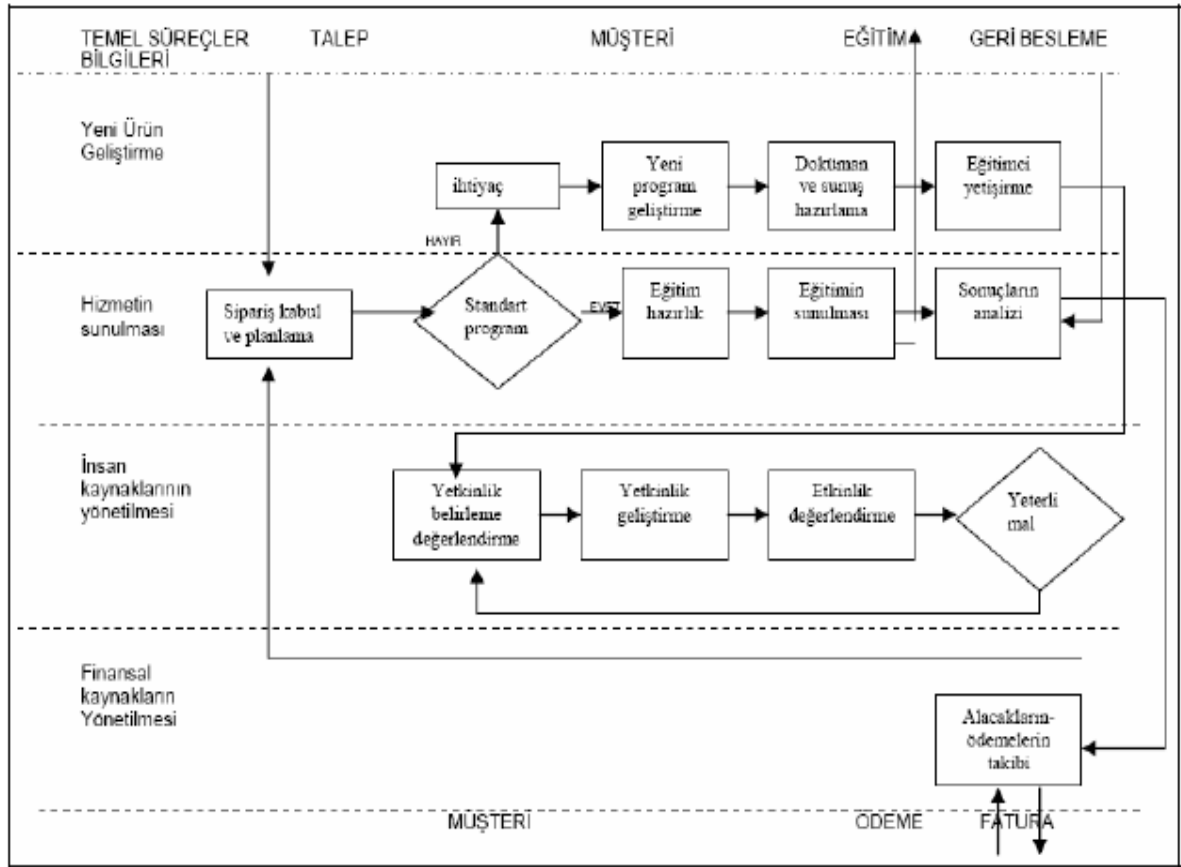 TEMEL SÜREÇLER TALEP MÜŞTERİ EĞİTİM GERİ BESLEME
BİLGİLERİ
Yeni Ürün
Geliştirme
ihtiyaç
Yeni
program
geliştirme
Doküman
ve sunuş
hazırlama
Eğitimci
yetişirme
HAYIR
Hizmetin
sunulması
Sipariş kabul
ve planlama
Standart
program
EVET
Eğitim
hazırlık
Eğitimin
sunulması
Sonuçların
analizi
İnsan
kaynaklarının
yönetilmesi
Yetkinlik
belirleme
değerlendirme
Yetkinlik
geliştirme
Etkinlik
değerlendirme
Yeterli
mal
Finansal
kaynakların
Yönetilmesi
Alacakların-
ödemelerin
takibi
MÜŞTERİ ÖDEME FATURA